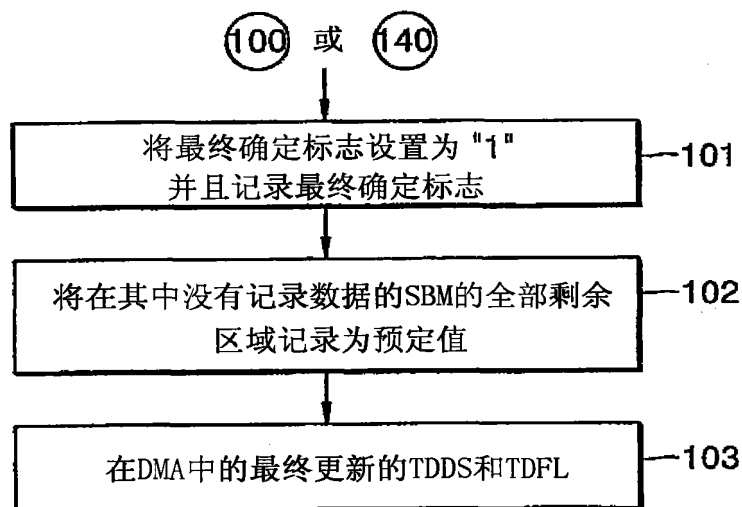 100 或 140
将最终确定标志设置为 "1"
并且记录最终确定标志
101
将在其中没有记录数据的SBM的全部剩余
区域记录为预定值
102
在DMA中的最终更新的TDDS和TDFL
103